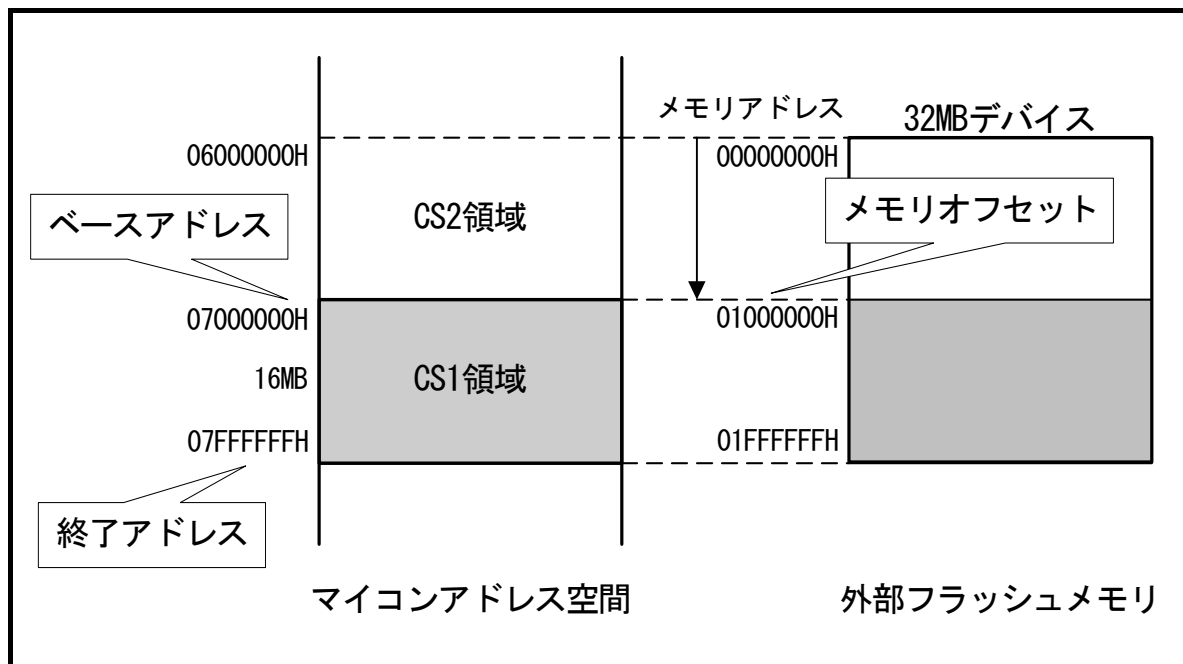 メモリアドレス
32MBデバイス
06000000H
00000000H
ベースアドレス
CS2領域
メモリオフセット
07000000H
01000000H
16MB
CS1領域
07FFFFFFH
01FFFFFFH
終了アドレス
マイコンアドレス空間
外部フラッシュメモリ